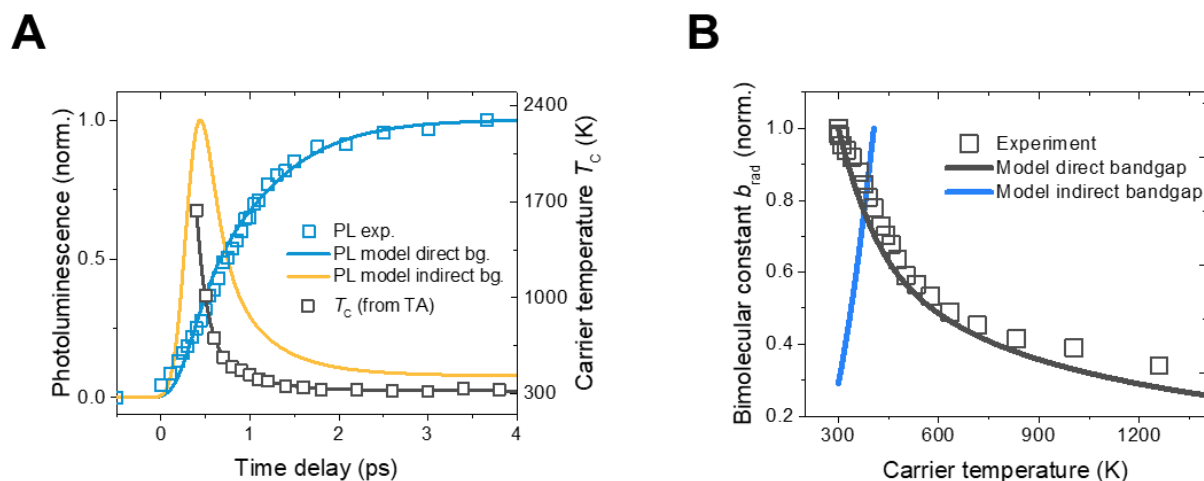 A
Photoluminescence (norm.)
1.0
0.5
0.0
0
1
2
3
4
Time delay (ps)
PL exp.
PL model direct bg.
PL model indirect bg.
T_C (from TA)
2400
1700
1000
300
Carrier temperature T_C (K)
B
Bimolecular constant b_rad (norm.)
1.0
0.8
0.6
0.4
0.2
300
600
900
1200
Carrier temperature (K)
Experiment
Model direct bandgap
Model indirect bandgap